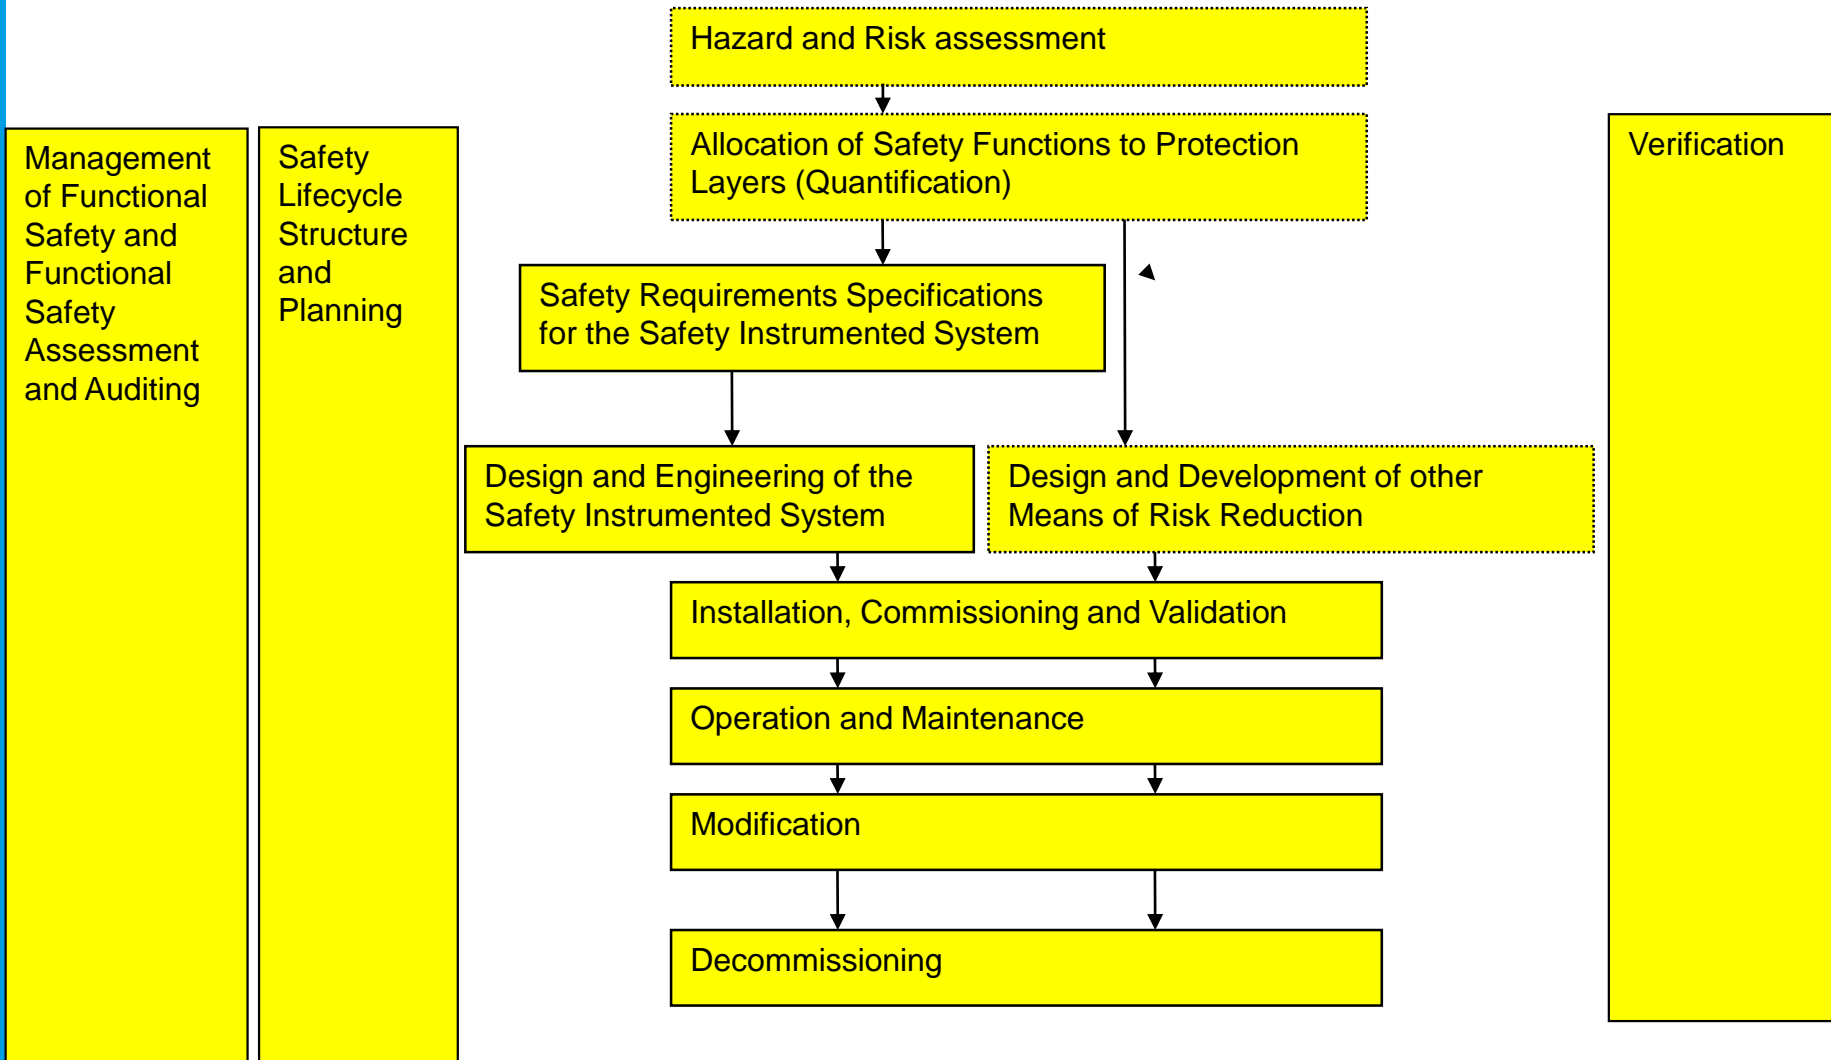 Hazard and Risk assessment
Allocation of Safety Functions to Protection
Layers (Quantification)
Management
of Functional
Safety and
Functional
Safety
Assessment
and Auditing
Safety
Lifecycle
Structure
and
Planning
Verification
Safety Requirements Specifications
for the Safety Instrumented System
Design and Engineering of the
Safety Instrumented System
Design and Development of other
Means of Risk Reduction
Installation, Commissioning and Validation
Operation and Maintenance
Modification
Decommissioning